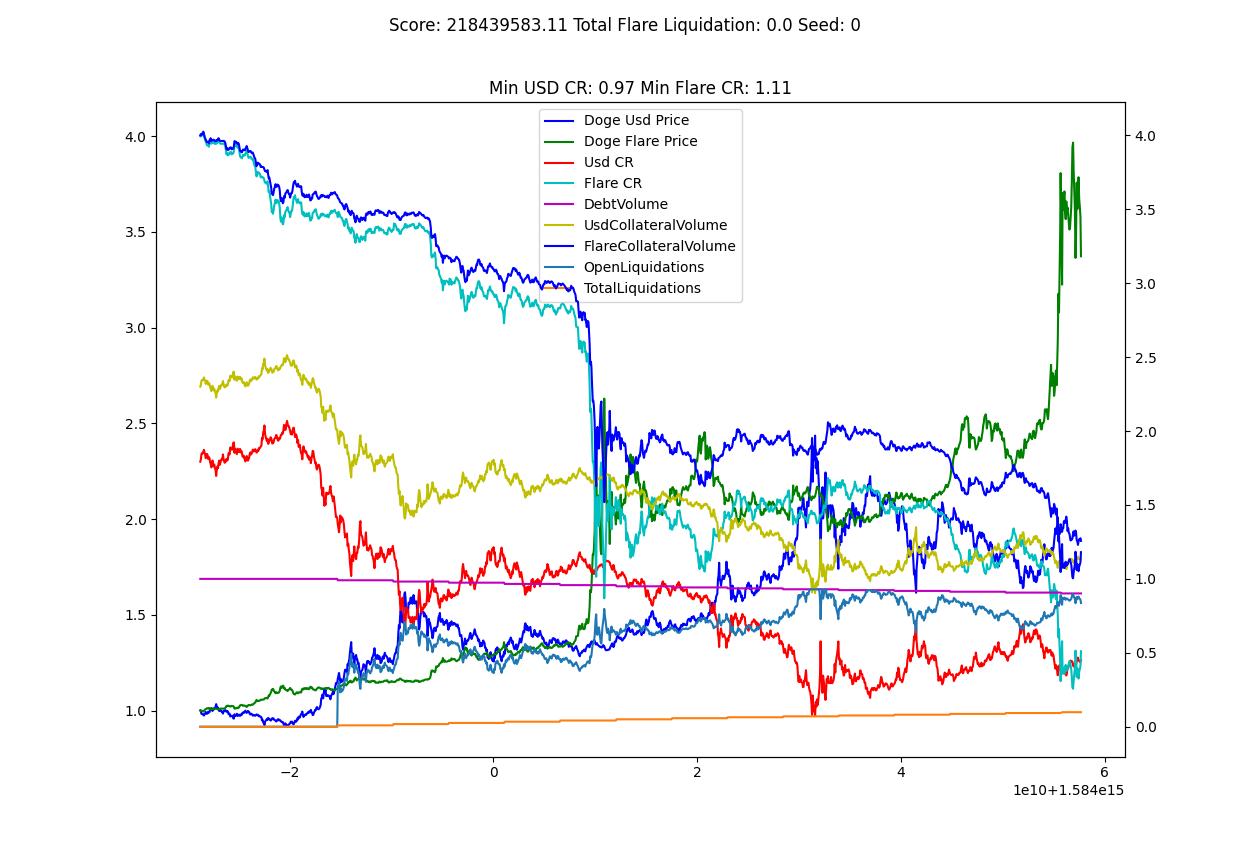 Score: 218439583.11 Total Flare Liquidation: 0.0 Seed: 0
Min USD CR: 0.97 Min Flare CR: 1.11
Doge Usd Price
Doge Flare Price
Usd CR
Flare CR
DebtVolume
UsdCollateralVolume
FlareCollateralVolume
OpenLiquidations
TotalLiquidations
4.0
3.5
3.0
2.5
2.0
1.5
1.0
4.0
3.5
3.0
2.5
2.0
1.5
1.0
0.5
0.0
−2
0
2
4
6
1e10+1.584e15